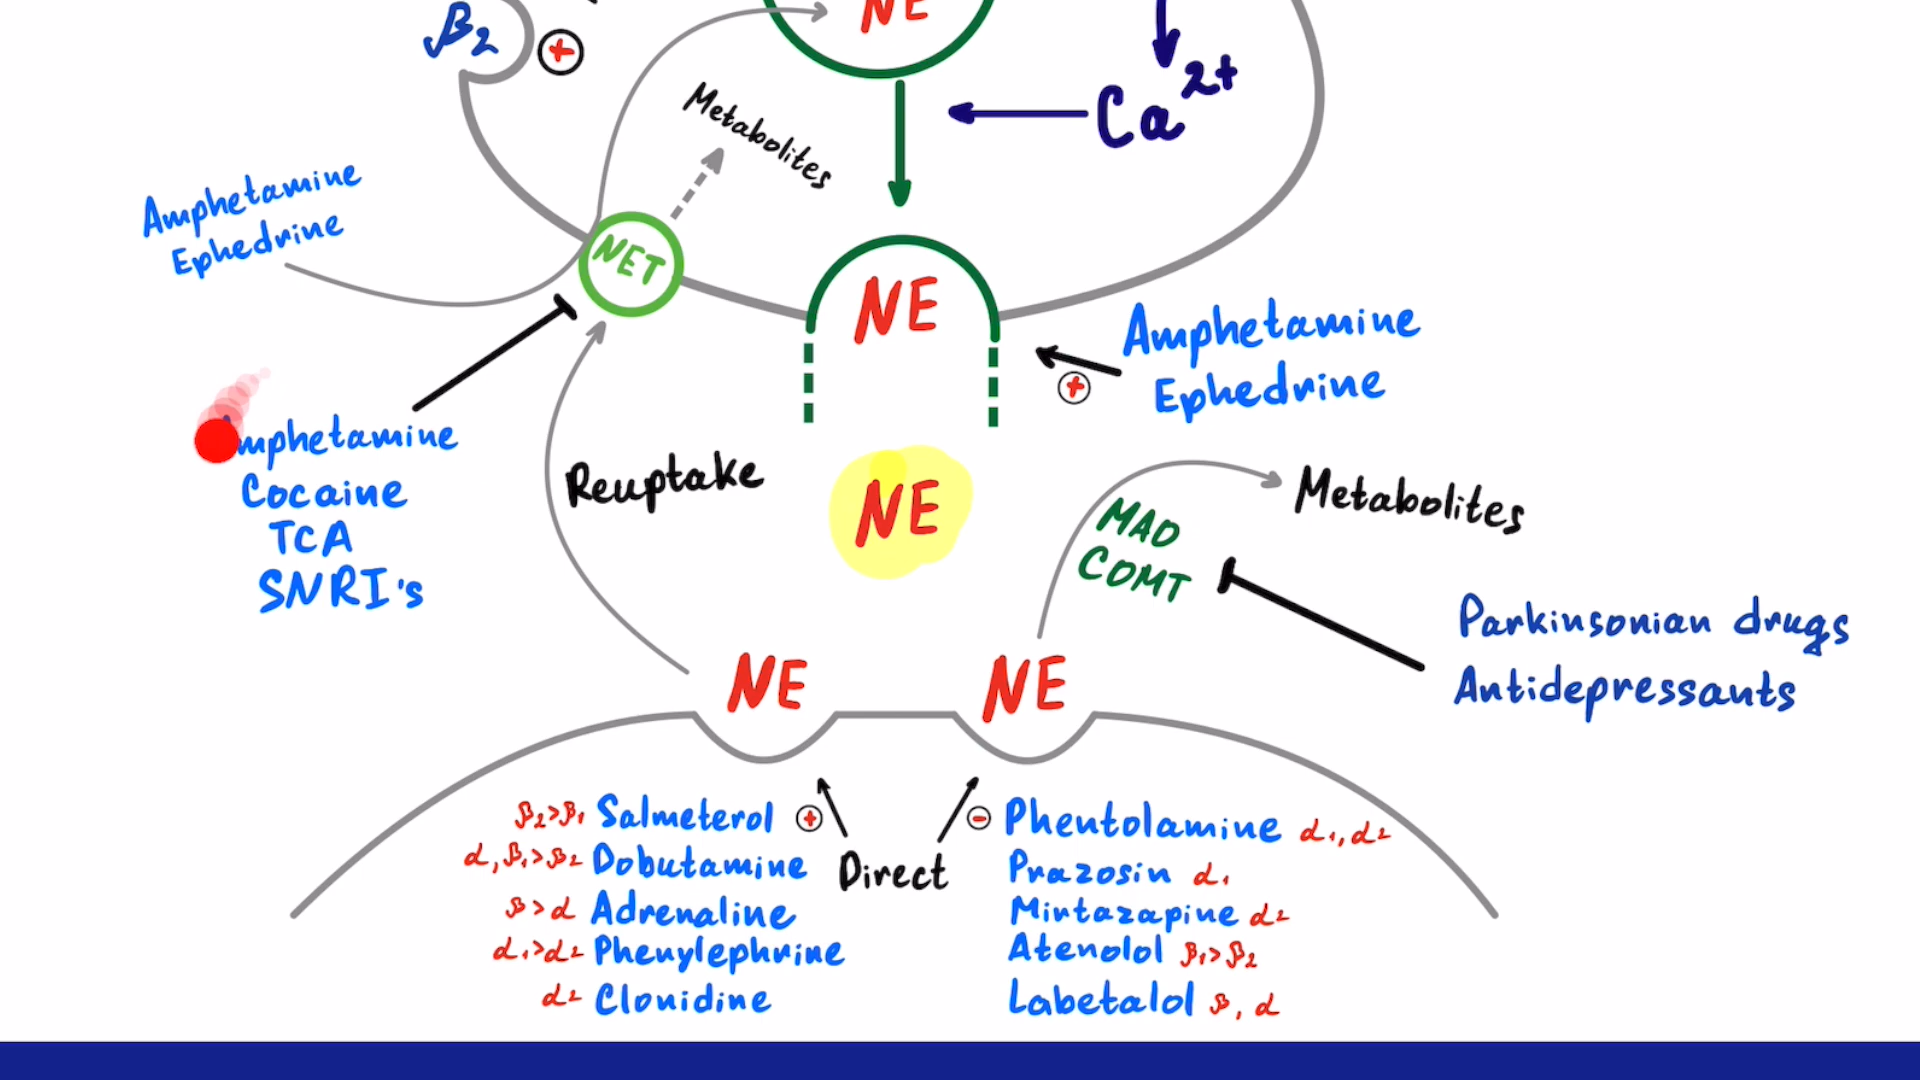 β₂
+
NE
Ca²⁺
Metabolites
Amphetamine
Ephedrine
NET
NE
Amphetamine
Ephedrine
+
mphetamine
Cocaine
TCA
SNRI's
Reuptake
NE
MAO
COMT
Metabolites
Parkinsonian drugs
Antidepressants
NE
NE
β₂>β₁ Salmeterol
α,β₁>β₂ Dobutamine
β>α Adrenaline
α₁>α₂ Phenylephrine
α₂ Clonidine
+
Direct
−
Phentolamine α₁,α₂
Prazosin α₁
Mirtazapine α₂
Atenolol β₁>β₂
Labetalol β,α